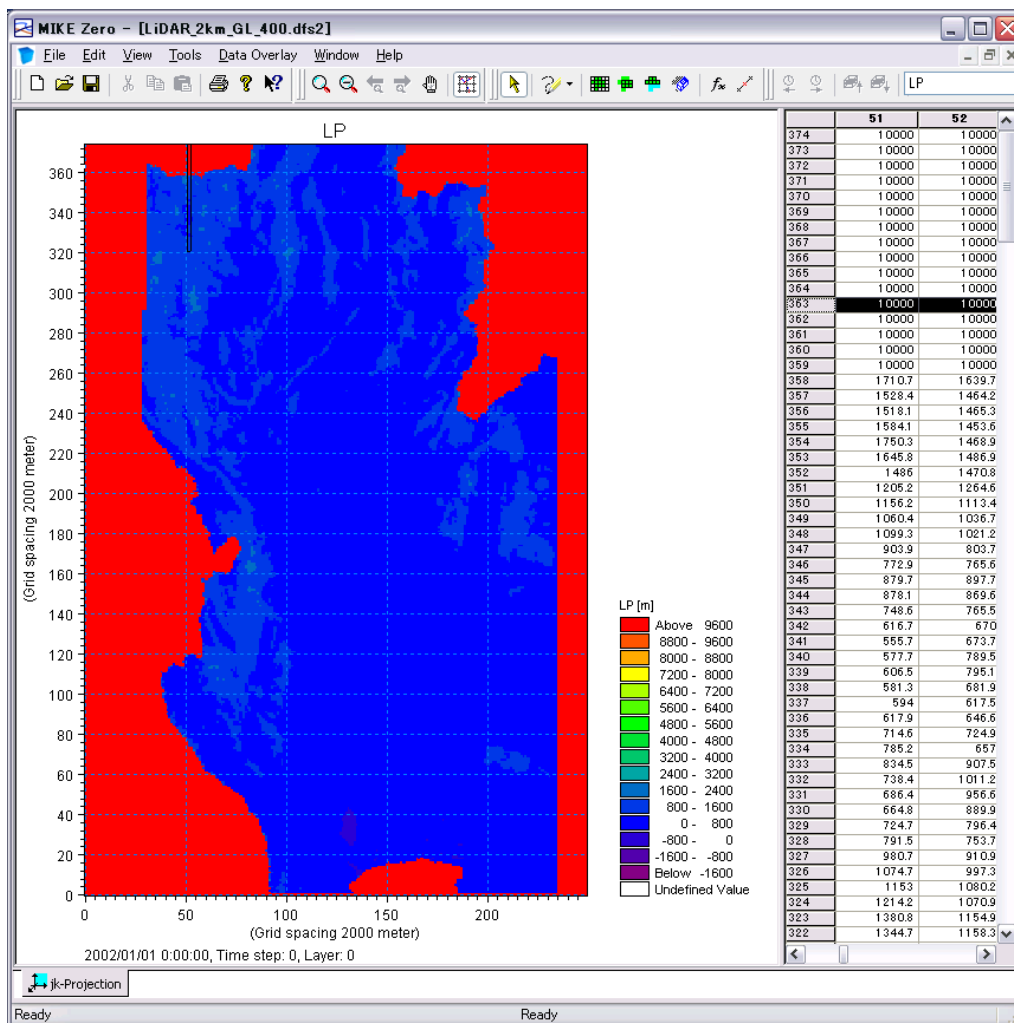 MIKE Zero - [LiDAR_2km_GL_400.dfs2]
File Edit View Tools Data Overlay Window Help
LP
LP
360
340
320
300
280
260
240
220
200
180
160
140
120
100
80
60
40
20
0
(Grid spacing 2000 meter)
0 50 100 150 200
(Grid spacing 2000 meter)
2002/01/01 0:00:00, Time step: 0, Layer: 0
LP [m]
Above 9600
8800 - 9600
8000 - 8800
7200 - 8000
6400 - 7200
5600 - 6400
4800 - 5600
4000 - 4800
3200 - 4000
2400 - 3200
1600 - 2400
800 - 1600
0 - 800
-800 - 0
-1600 - -800
Below -1600
Undefined Value
51 52
374 10000 10000
373 10000 10000
372 10000 10000
371 10000 10000
370 10000 10000
369 10000 10000
368 10000 10000
367 10000 10000
366 10000 10000
365 10000 10000
364 10000 10000
363 10000 10000
362 10000 10000
361 10000 10000
360 10000 10000
359 10000 10000
358 1710.7 1639.7
357 1528.4 1464.2
356 1518.1 1465.3
355 1584.1 1453.6
354 1750.3 1468.9
353 1645.8 1486.9
352 1486 1470.8
351 1205.2 1264.6
350 1156.2 1113.4
349 1060.4 1036.7
348 1099.3 1021.2
347 903.9 803.7
346 772.9 765.6
345 879.7 897.7
344 878.1 869.6
343 748.6 765.5
342 616.7 670
341 555.7 673.7
340 577.7 789.5
339 606.5 795.1
338 581.3 681.9
337 594 617.5
336 617.9 646.6
335 714.6 724.9
334 785.2 657
333 834.5 907.5
332 738.4 1011.2
331 686.4 956.6
330 664.8 889.9
329 724.7 796.4
328 791.5 753.7
327 980.7 910.9
326 1074.7 997.3
325 1153 1080.2
324 1214.2 1070.9
323 1380.8 1154.9
322 1344.7 1158.3
jk-Projection
Ready Ready